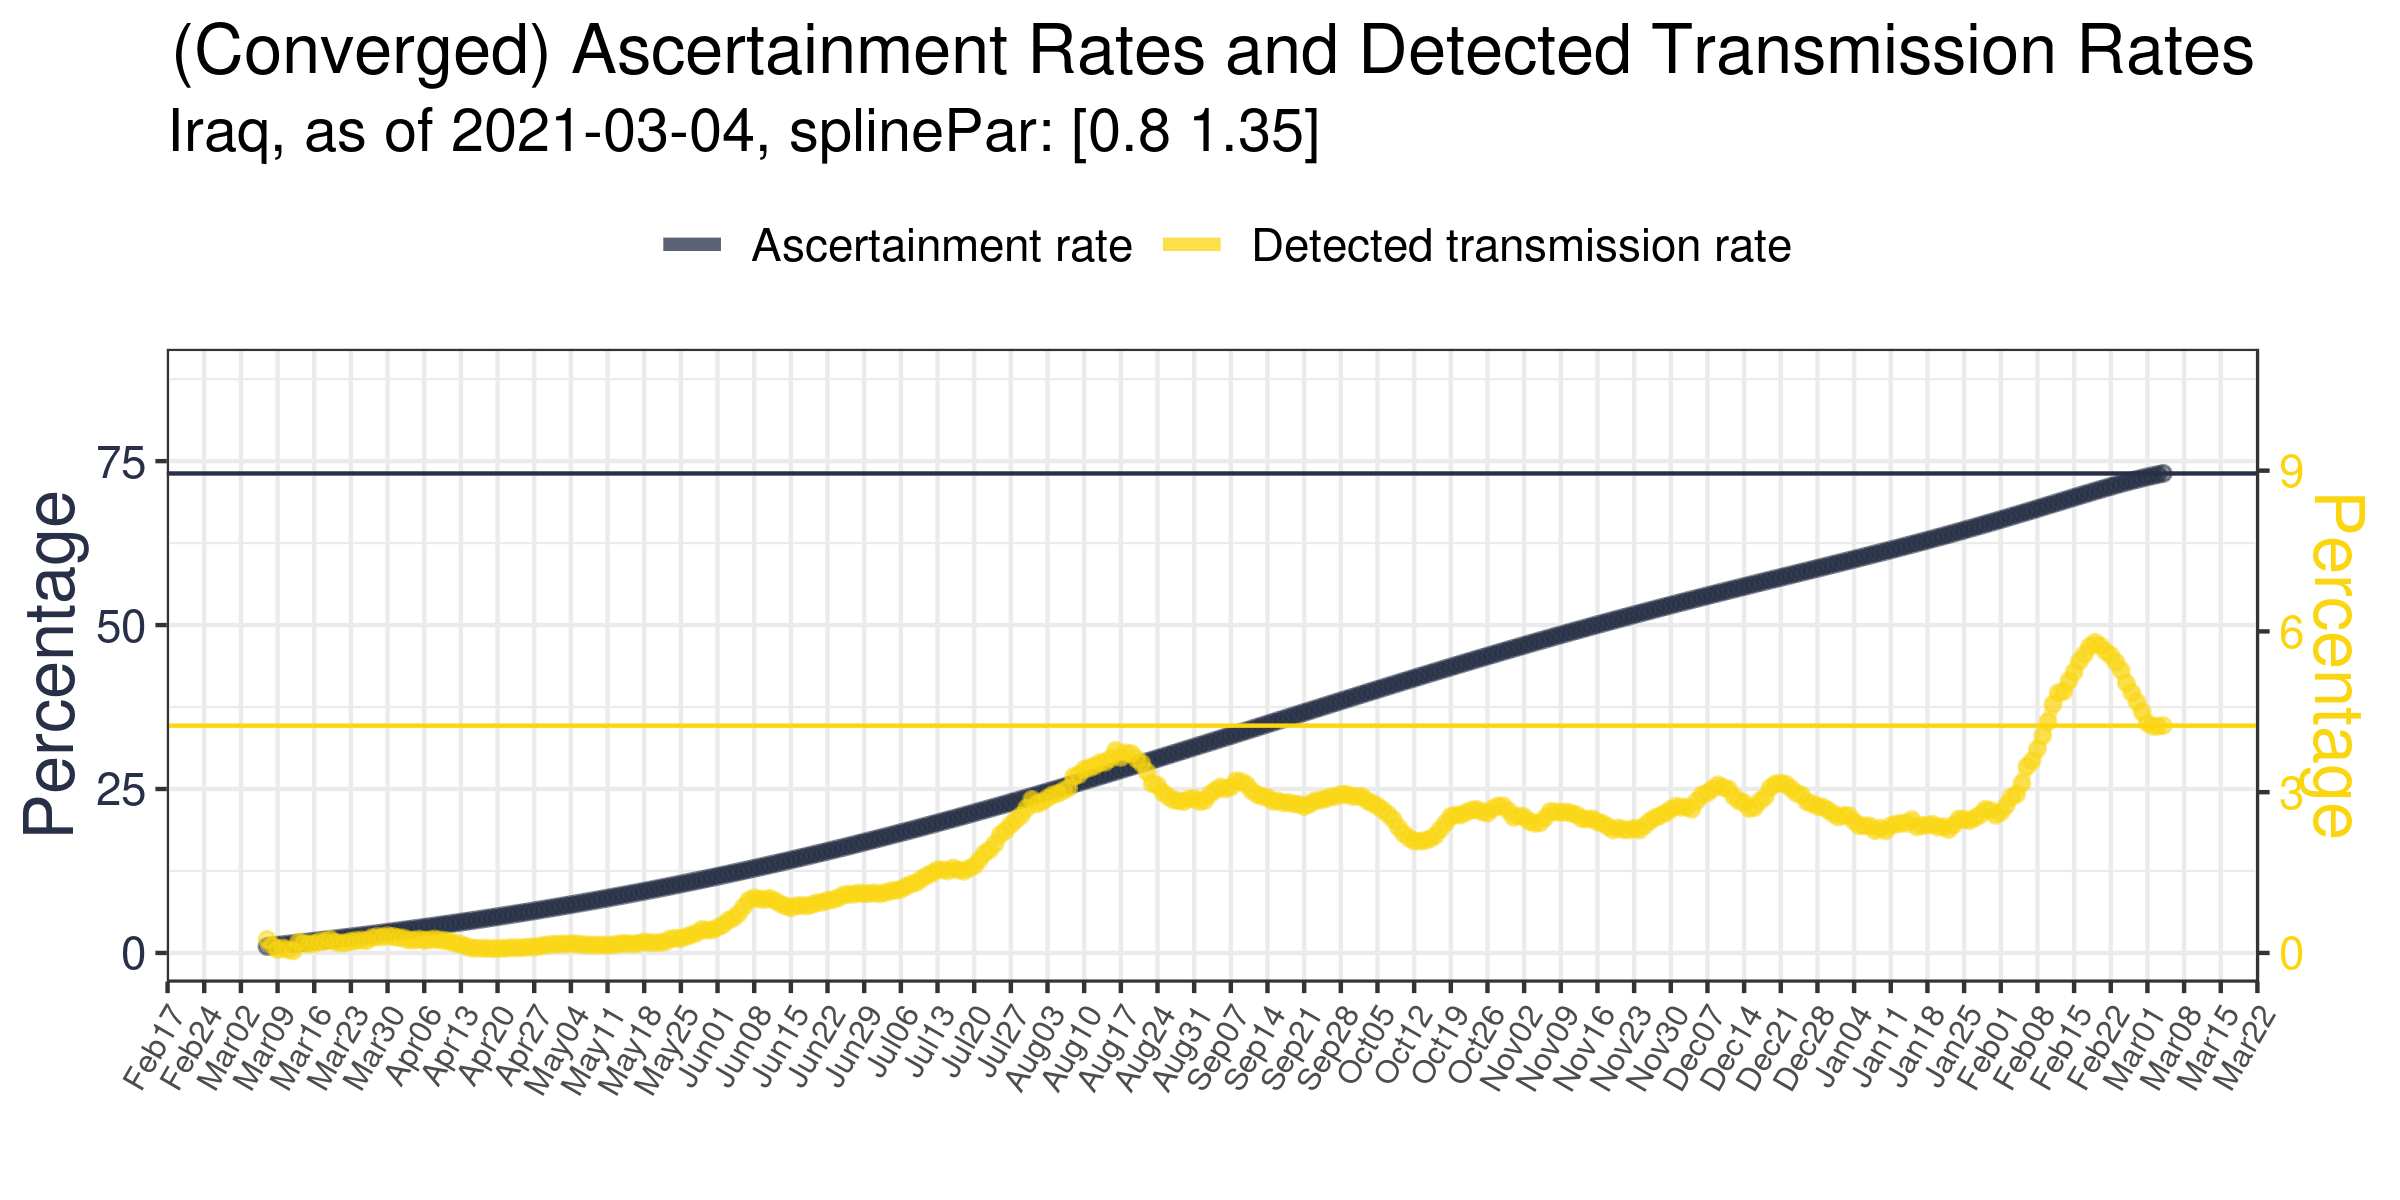 (Converged) Ascertainment Rates and Detected Transmission Rates
Iraq, as of 2021-03-04, splinePar: [0.8 1.35]
Ascertainment rate
Detected transmission rate
Percentage
75
50
25
0
9
6
3
0
Percentage
Feb17
Feb24
Mar02
Mar09
Mar16
Mar23
Mar30
Apr06
Apr13
Apr20
Apr27
May04
May11
May18
May25
Jun01
Jun08
Jun15
Jun22
Jun29
Jul06
Jul13
Jul20
Jul27
Aug03
Aug10
Aug17
Aug24
Aug31
Sep07
Sep14
Sep21
Sep28
Oct05
Oct12
Oct19
Oct26
Nov02
Nov09
Nov16
Nov23
Nov30
Dec07
Dec14
Dec21
Dec28
Jan04
Jan11
Jan18
Jan25
Feb01
Feb08
Feb15
Feb22
Mar01
Mar08
Mar15
Mar22